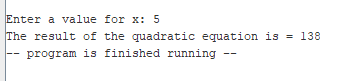 Enter a value for x: 5
The result of the quadratic equation is = 138
-- program is finished running --